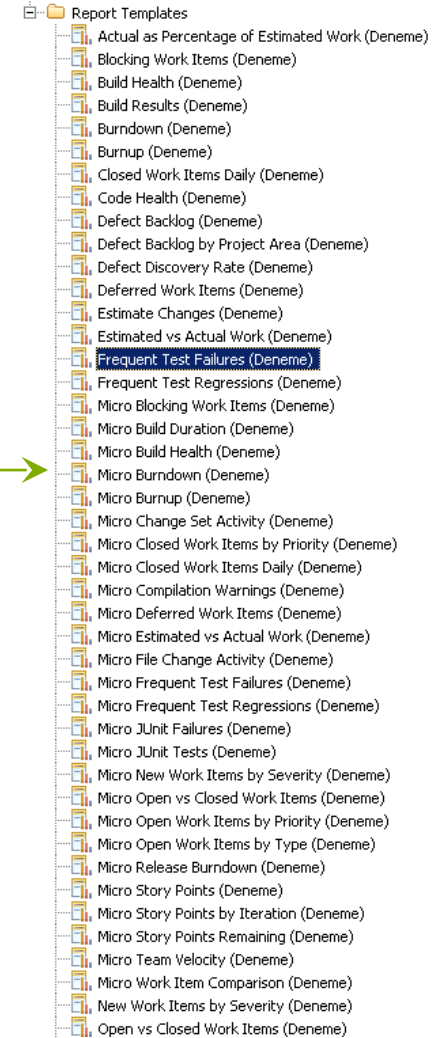 Report Templates
Actual as Percentage of Estimated Work (Deneme)
Blocking Work Items (Deneme)
Build Health (Deneme)
Build Results (Deneme)
Burndown (Deneme)
Burnup (Deneme)
Closed Work Items Daily (Deneme)
Code Health (Deneme)
Defect Backlog (Deneme)
Defect Backlog by Project Area (Deneme)
Defect Discovery Rate (Deneme)
Deferred Work Items (Deneme)
Estimate Changes (Deneme)
Estimated vs Actual Work (Deneme)
Frequent Test Failures (Deneme)
Frequent Test Regressions (Deneme)
Micro Blocking Work Items (Deneme)
Micro Build Duration (Deneme)
Micro Build Health (Deneme)
Micro Burndown (Deneme)
Micro Burnup (Deneme)
Micro Change Set Activity (Deneme)
Micro Closed Work Items by Priority (Deneme)
Micro Closed Work Items Daily (Deneme)
Micro Compilation Warnings (Deneme)
Micro Deferred Work Items (Deneme)
Micro Estimated vs Actual Work (Deneme)
Micro File Change Activity (Deneme)
Micro Frequent Test Failures (Deneme)
Micro Frequent Test Regressions (Deneme)
Micro JUnit Failures (Deneme)
Micro JUnit Tests (Deneme)
Micro New Work Items by Severity (Deneme)
Micro Open vs Closed Work Items (Deneme)
Micro Open Work Items by Priority (Deneme)
Micro Open Work Items by Type (Deneme)
Micro Release Burndown (Deneme)
Micro Story Points (Deneme)
Micro Story Points by Iteration (Deneme)
Micro Story Points Remaining (Deneme)
Micro Team Velocity (Deneme)
Micro Work Item Comparison (Deneme)
New Work Items by Severity (Deneme)
Open vs Closed Work Items (Deneme)